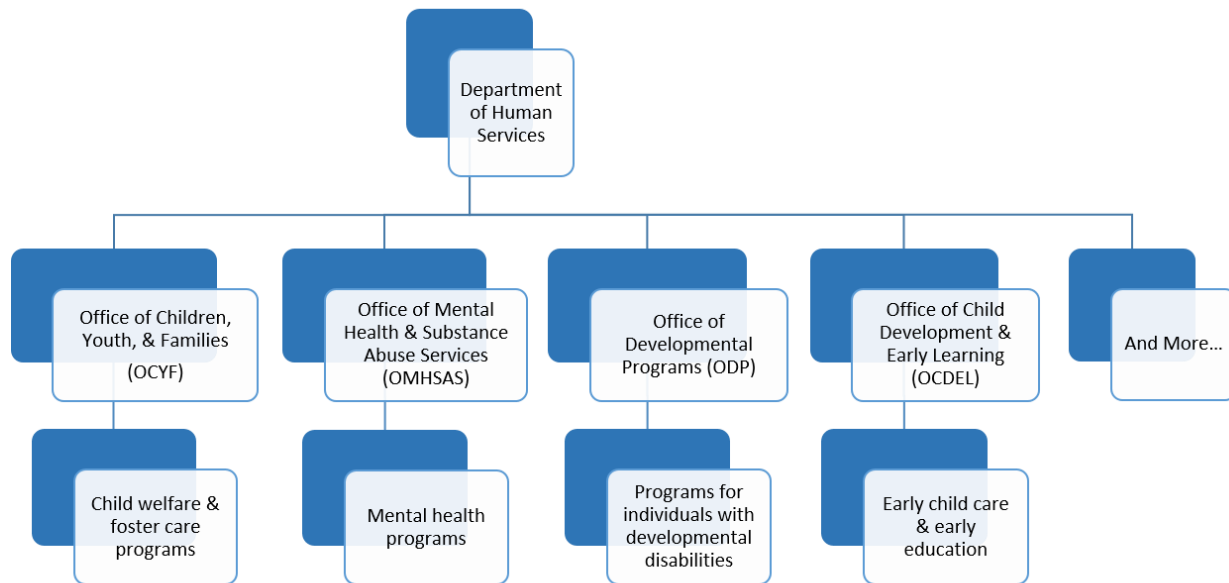 Department
of Human
Services
Office of Children,
Youth, & Families
(OCYF)
Office of Mental
Health & Substance
Abuse Services
(OMHSAS)
Office of
Developmental
Programs (ODP)
Office of Child
Development &
Early Learning
(OCDEL)
And More...
Child welfare &
foster care
programs
Mental health
programs
Programs for
individuals with
developmental
disabilities
Early child care
& early
education